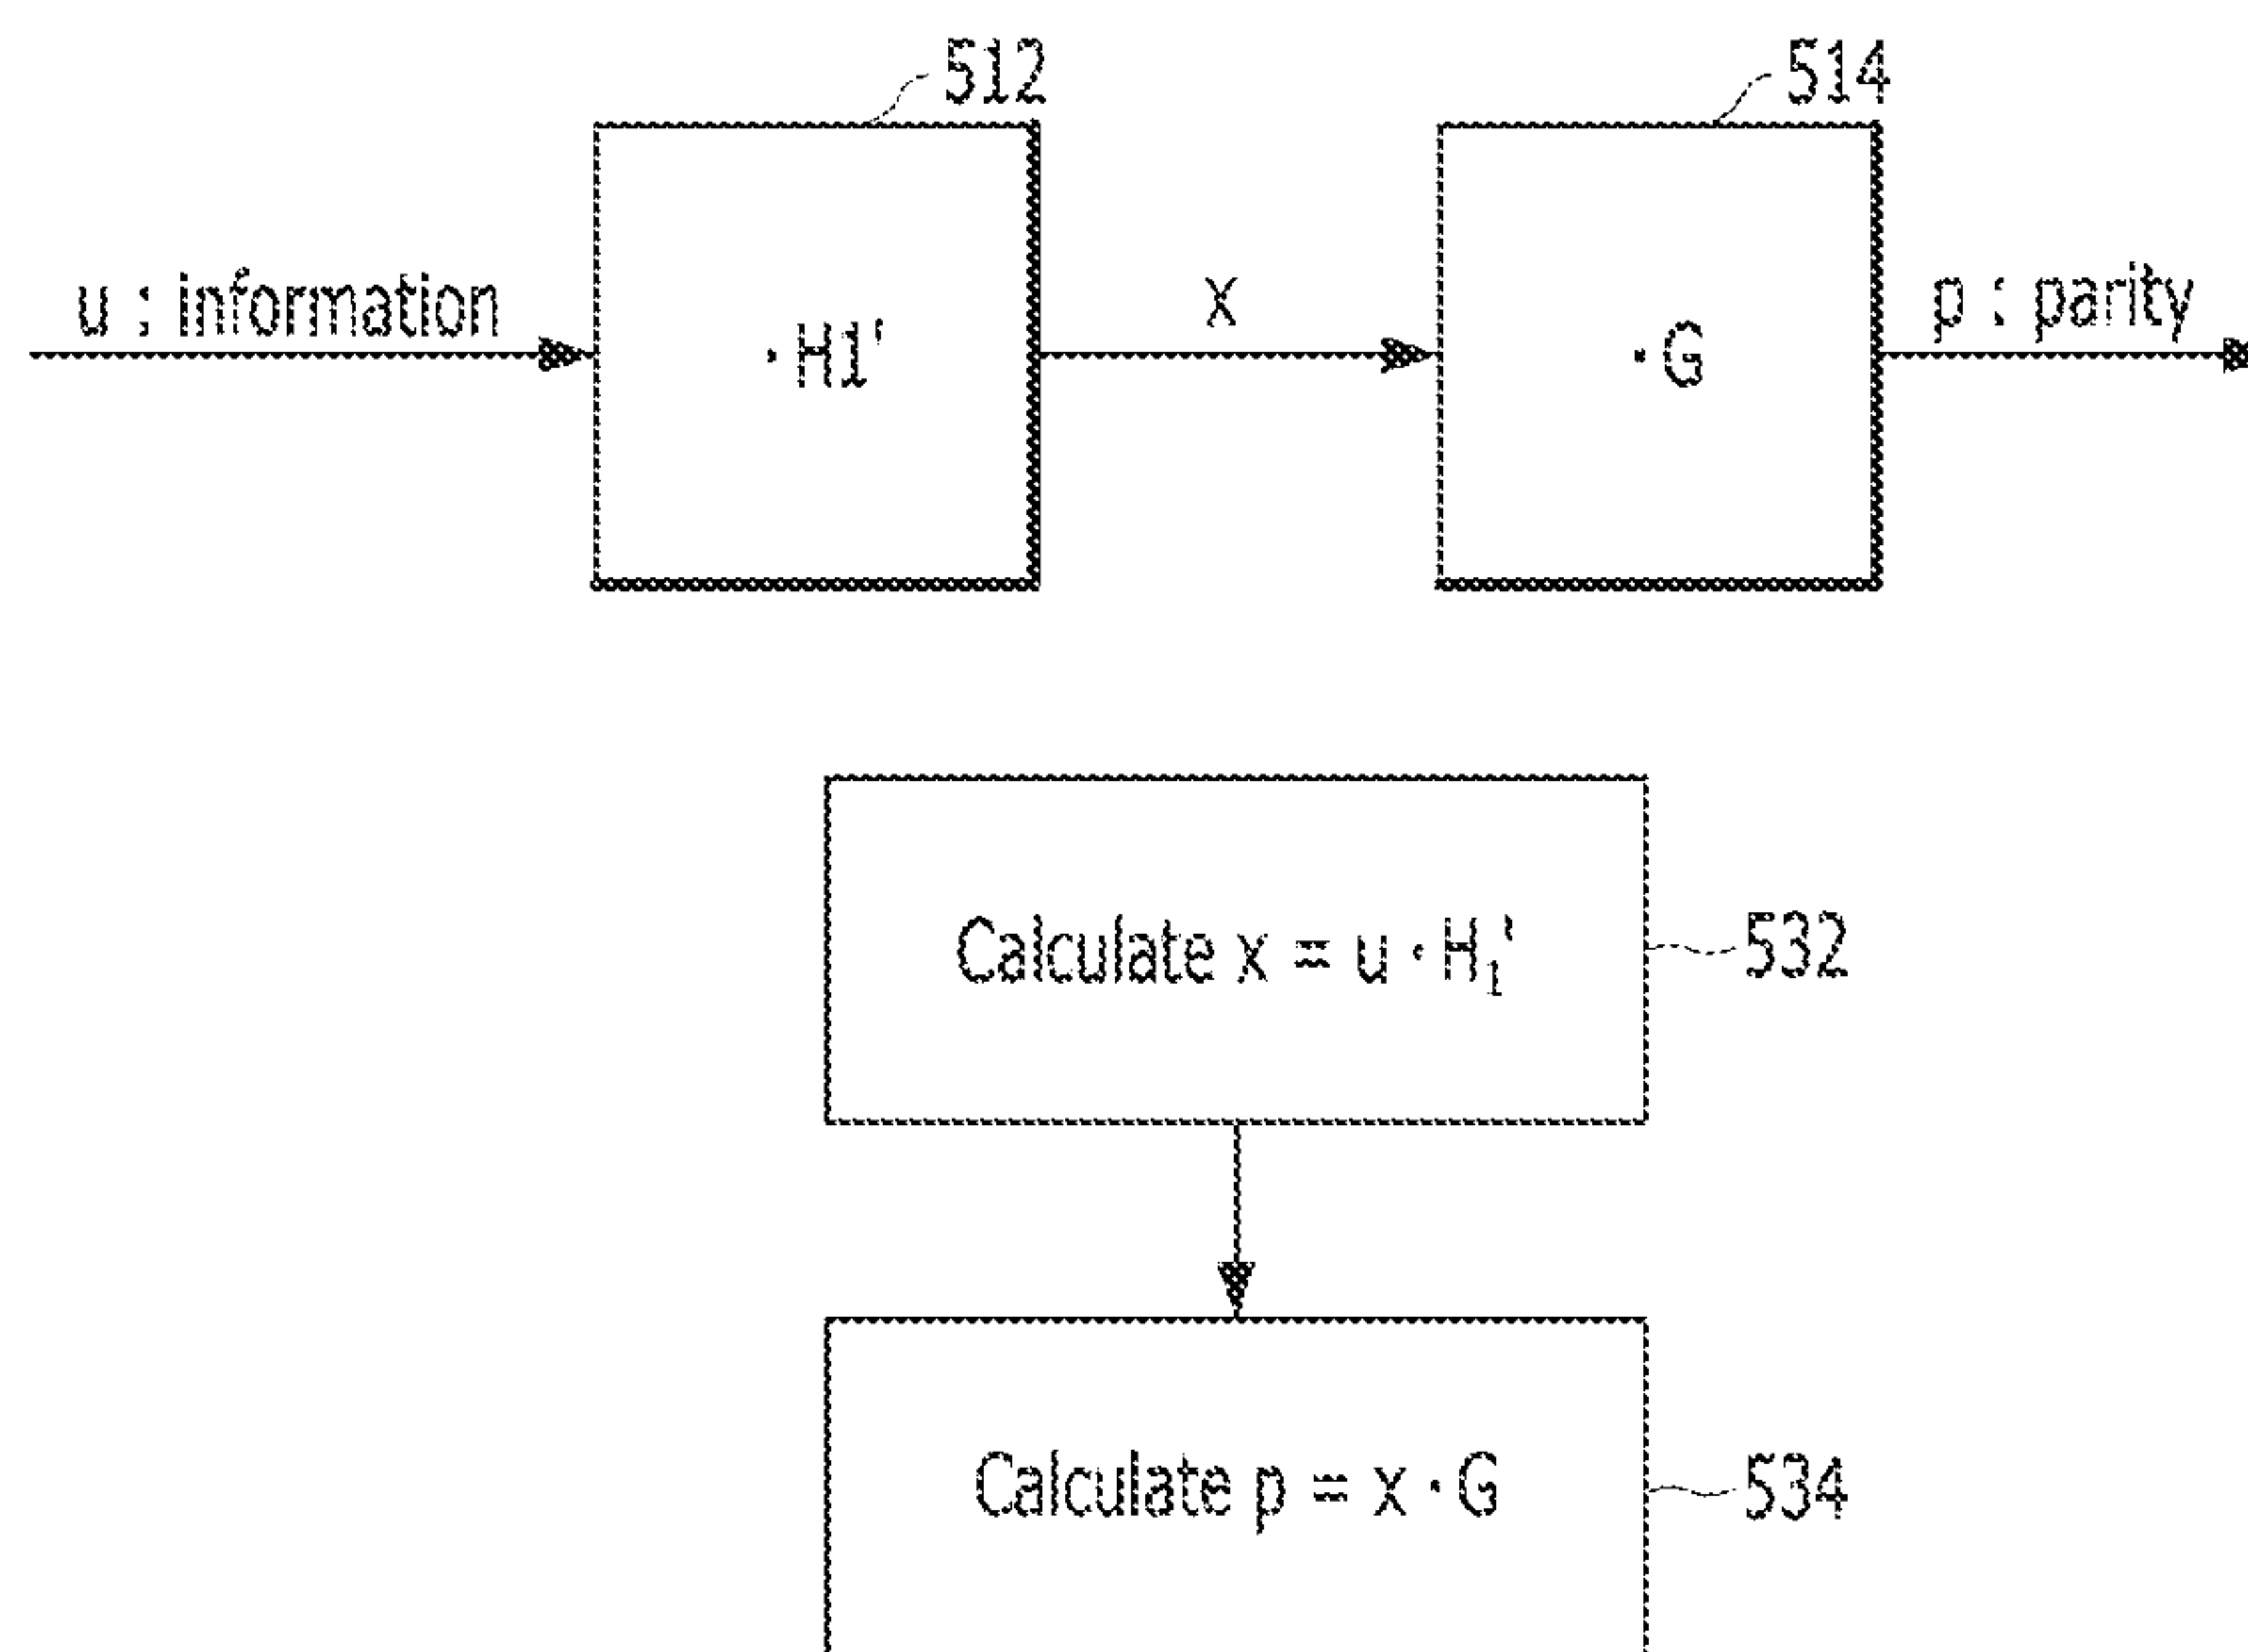 512
514
u : information
· H1'
X
· G
p : parity
Calculate x = u · H₁'
532
Calculate p = x · G
534